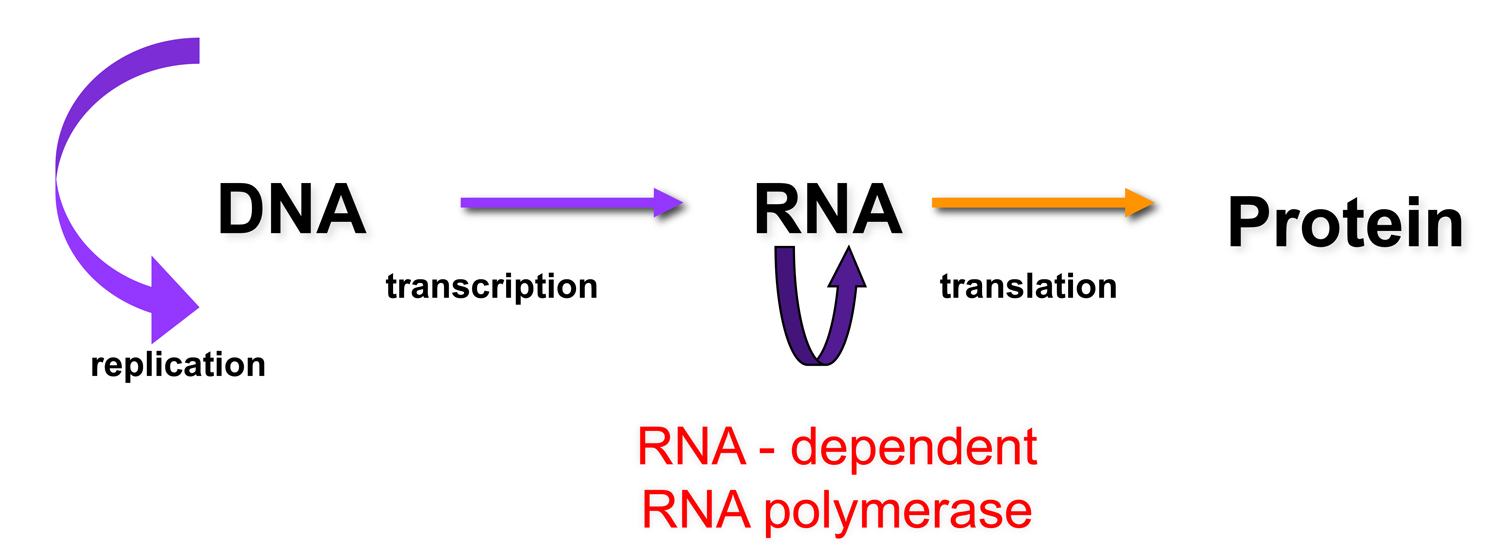 DNA
RNA
Protein
transcription
translation
replication
RNA - dependent
RNA polymerase